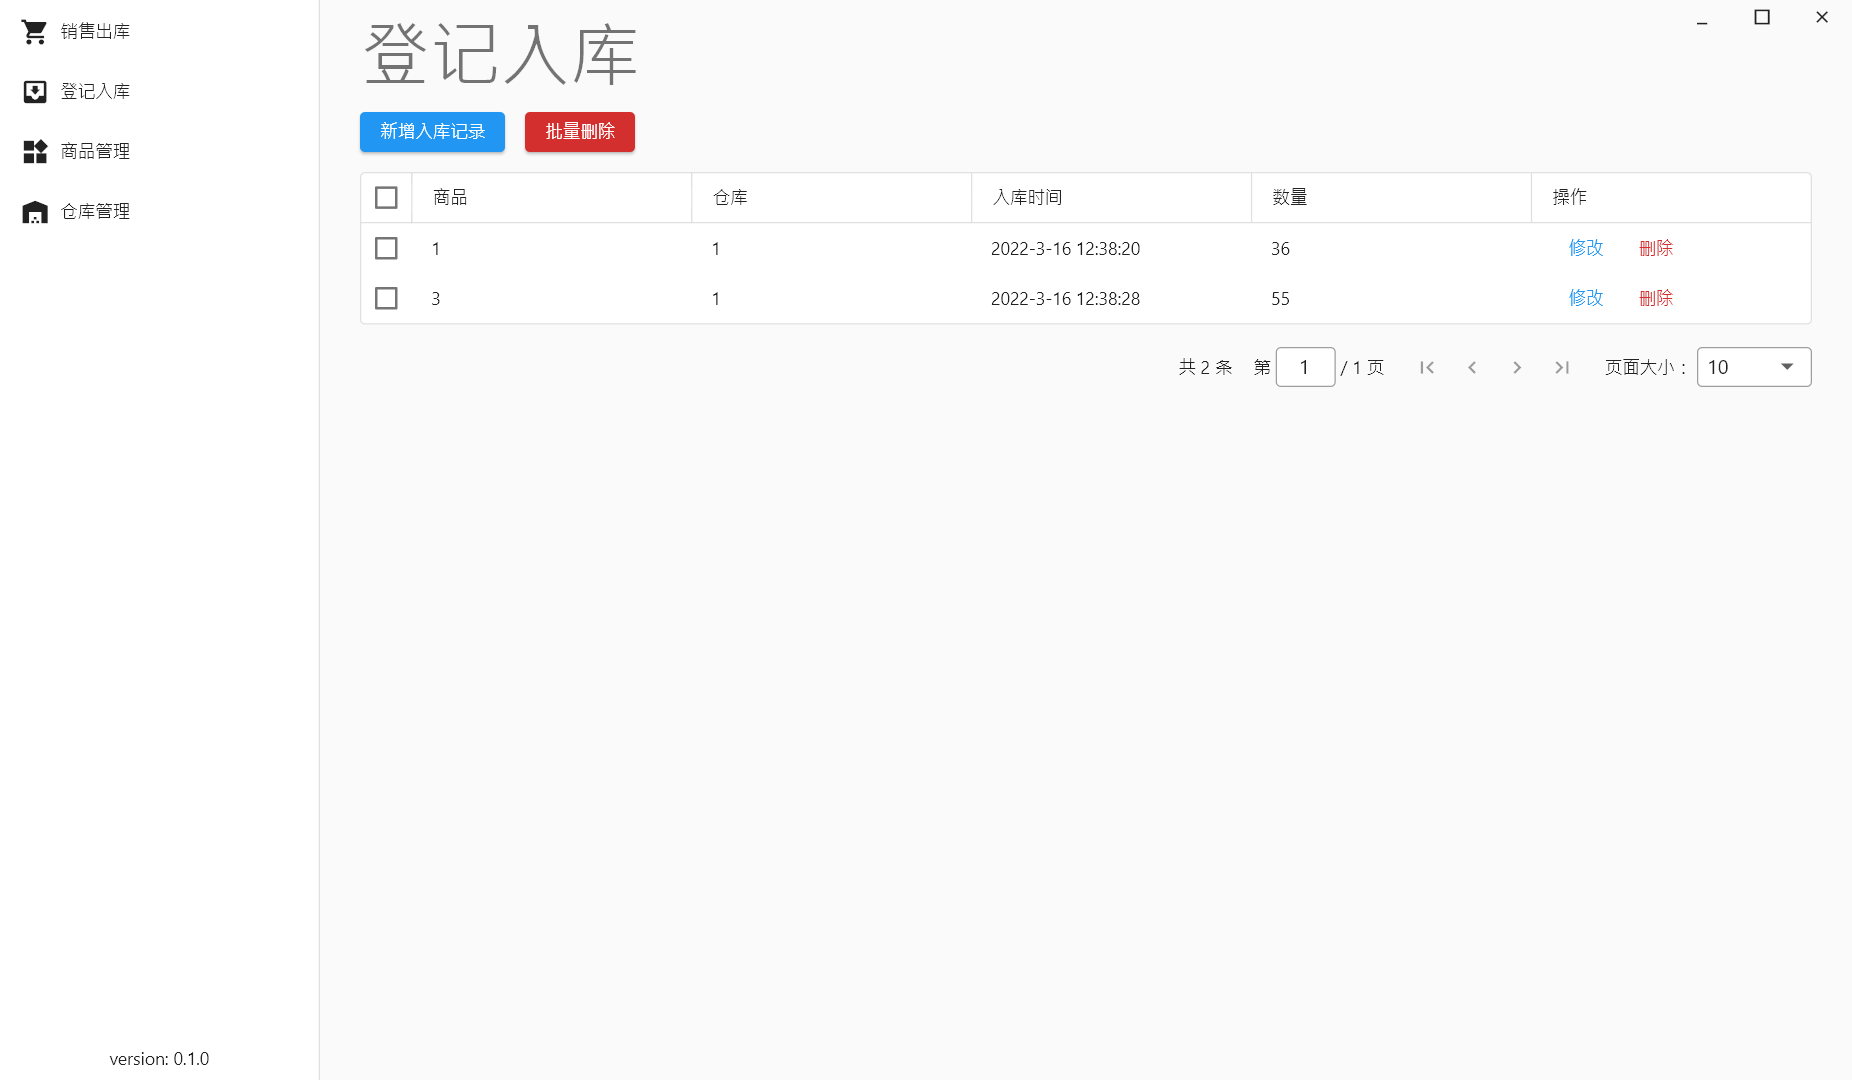 销售出库
登记入库
商品管理
仓库管理
version: 0.1.0
登记入库
新增入库记录 批量删除
商品 仓库 入库时间 数量 操作
1 1 2022-3-16 12:38:20 36 修改 删除
3 1 2022-3-16 12:38:28 55 修改 删除
共 2 条 第 1 / 1 页 页面大小： 10